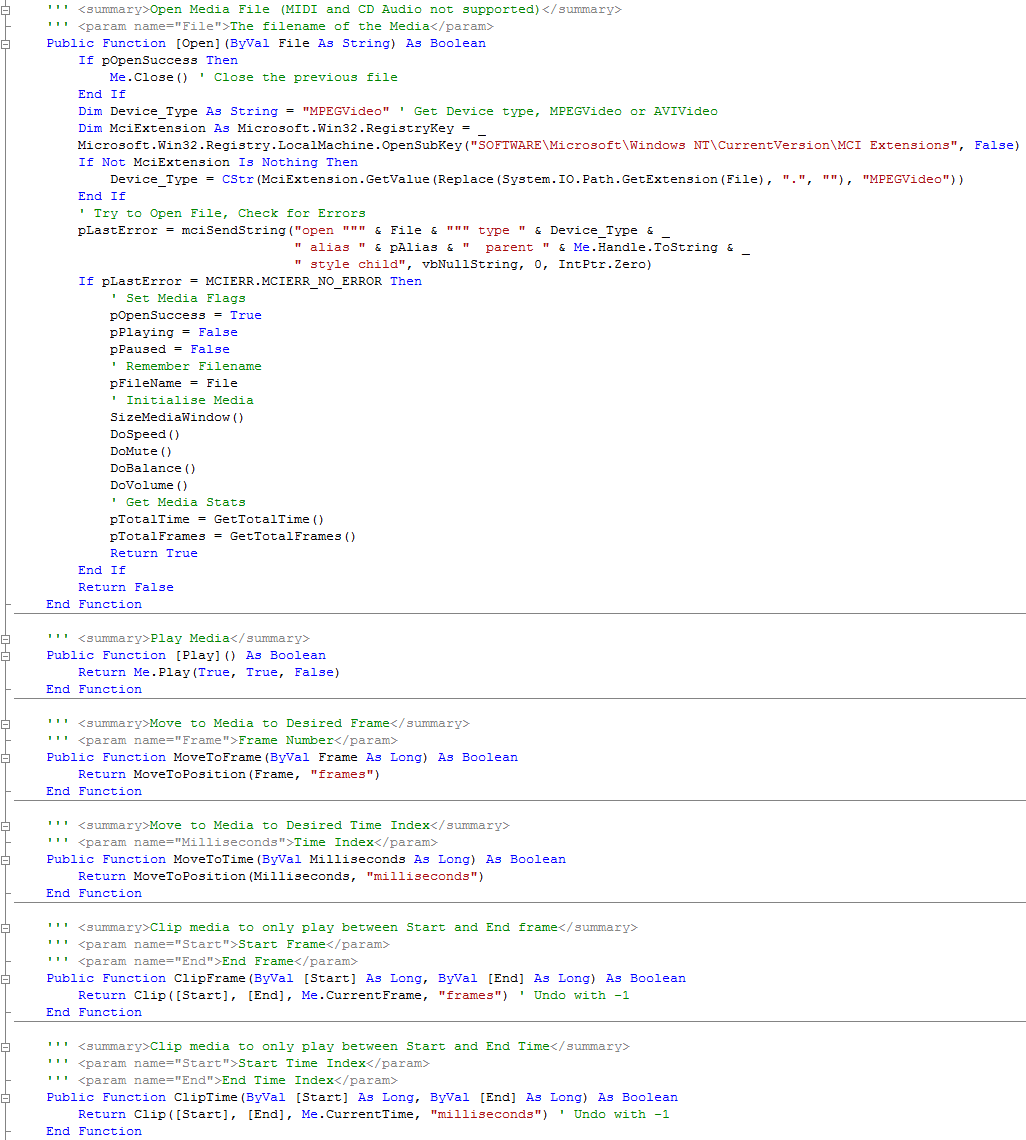 ''' <summary>Open Media File (MIDI and CD Audio not supported)</summary>
''' <param name="File">The filename of the Media</param>
Public Function [Open](ByVal File As String) As Boolean
If pOpenSuccess Then
Me.Close() ' Close the previous file
End If
Dim Device_Type As String = "MPEGVideo" ' Get Device type, MPEGVideo or AVIVideo
Dim MciExtension As Microsoft.Win32.RegistryKey = _
Microsoft.Win32.Registry.LocalMachine.OpenSubKey("SOFTWARE\Microsoft\Windows NT\CurrentVersion\MCI Extensions", False)
If Not MciExtension Is Nothing Then
Device_Type = CStr(MciExtension.GetValue(Replace(System.IO.Path.GetExtension(File), ".", ""), "MPEGVideo"))
End If
' Try to Open File, Check for Errors
pLastError = mciSendString("open """ & File & """ type " & Device_Type & _
" alias " & pAlias & "  parent " & Me.Handle.ToString & _
" style child", vbNullString, 0, IntPtr.Zero)
If pLastError = MCIERR.MCIERR_NO_ERROR Then
' Set Media Flags
pOpenSuccess = True
pPlaying = False
pPaused = False
' Remember Filename
pFileName = File
' Initialise Media
SizeMediaWindow()
DoSpeed()
DoMute()
DoBalance()
DoVolume()
' Get Media Stats
pTotalTime = GetTotalTime()
pTotalFrames = GetTotalFrames()
Return True
End If
Return False
End Function
''' <summary>Play Media</summary>
Public Function [Play]() As Boolean
Return Me.Play(True, True, False)
End Function
''' <summary>Move to Media to Desired Frame</summary>
''' <param name="Frame">Frame Number</param>
Public Function MoveToFrame(ByVal Frame As Long) As Boolean
Return MoveToPosition(Frame, "frames")
End Function
''' <summary>Move to Media to Desired Time Index</summary>
''' <param name="Milliseconds">Time Index</param>
Public Function MoveToTime(ByVal Milliseconds As Long) As Boolean
Return MoveToPosition(Milliseconds, "milliseconds")
End Function
''' <summary>Clip media to only play between Start and End frame</summary>
''' <param name="Start">Start Frame</param>
''' <param name="End">End Frame</param>
Public Function ClipFrame(ByVal [Start] As Long, ByVal [End] As Long) As Boolean
Return Clip([Start], [End], Me.CurrentFrame, "frames") ' Undo with -1
End Function
''' <summary>Clip media to only play between Start and End Time</summary>
''' <param name="Start">Start Time Index</param>
''' <param name="End">End Time Index</param>
Public Function ClipTime(ByVal [Start] As Long, ByVal [End] As Long) As Boolean
Return Clip([Start], [End], Me.CurrentTime, "milliseconds") ' Undo with -1
End Function